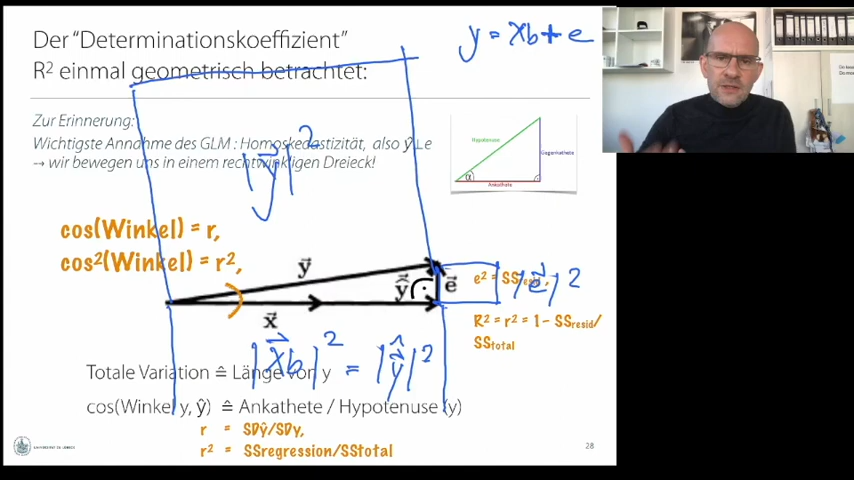 Der “Determinationskoeffizient”
R² einmal geometrisch betrachtet:
y = xb + e
Zur Erinnerung:
Wichtigste Annahme des GLM : Homoskedastizität, also ŷ⊥e
→ wir bewegen uns in einem rechtwinkligen Dreieck!
Hypotenuse
Gegenkathete
α
Ankathete
|y⃗|²
cos(Winkel) = r,
cos²(Winkel) = r²,
y⃗
ŷ
e⃗
e² = SSresid,
|e⃗|²
x⃗
R² = r² = 1 - SSresid/
SStotal
|x⃗b|² = |ŷ|²
Totale Variation ≙ Länge von y
cos(Winkel y, ŷ) ≙ Ankathete / Hypotenuse (y)
r = SDŷ/SDy,
r² = SSregression/SStotal
28